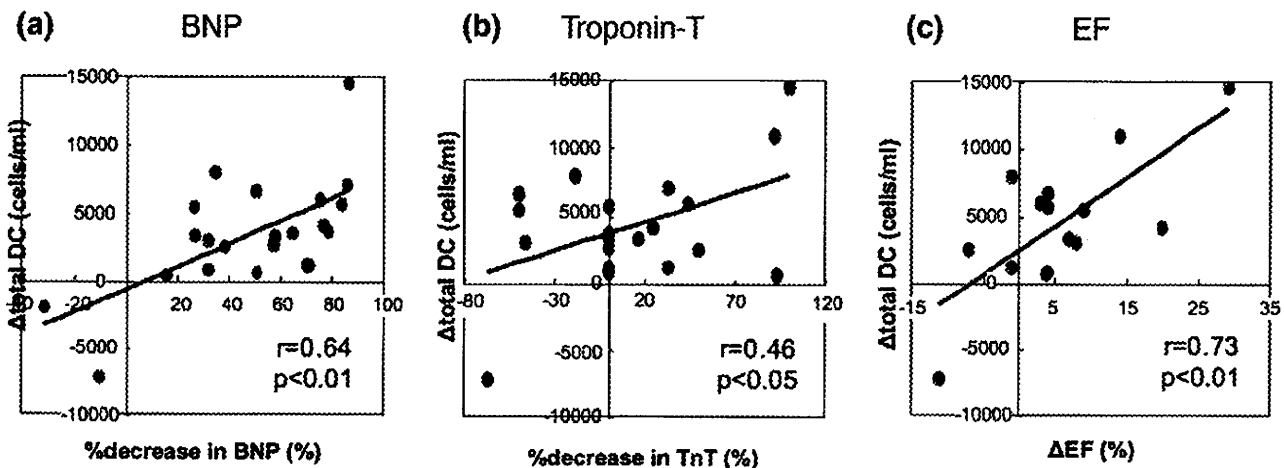 (a) BNP
Δtotal DC (cells/ml)
15000
10000
5000
0
-5000
-10000
20 40 60 80 100
r=0.64
p<0.01
%decrease in BNP (%)
(b) Troponin-T
Δtotal DC (cells/ml)
15000
10000
5000
0
-5000
-10000
-80 -30 20 70 120
r=0.46
p<0.05
%decrease in TnT (%)
(c) EF
Δtotal DC (cells/ml)
15000
10000
5000
0
-5000
-10000
-15 5 15 25 35
r=0.73
p<0.01
ΔEF (%)